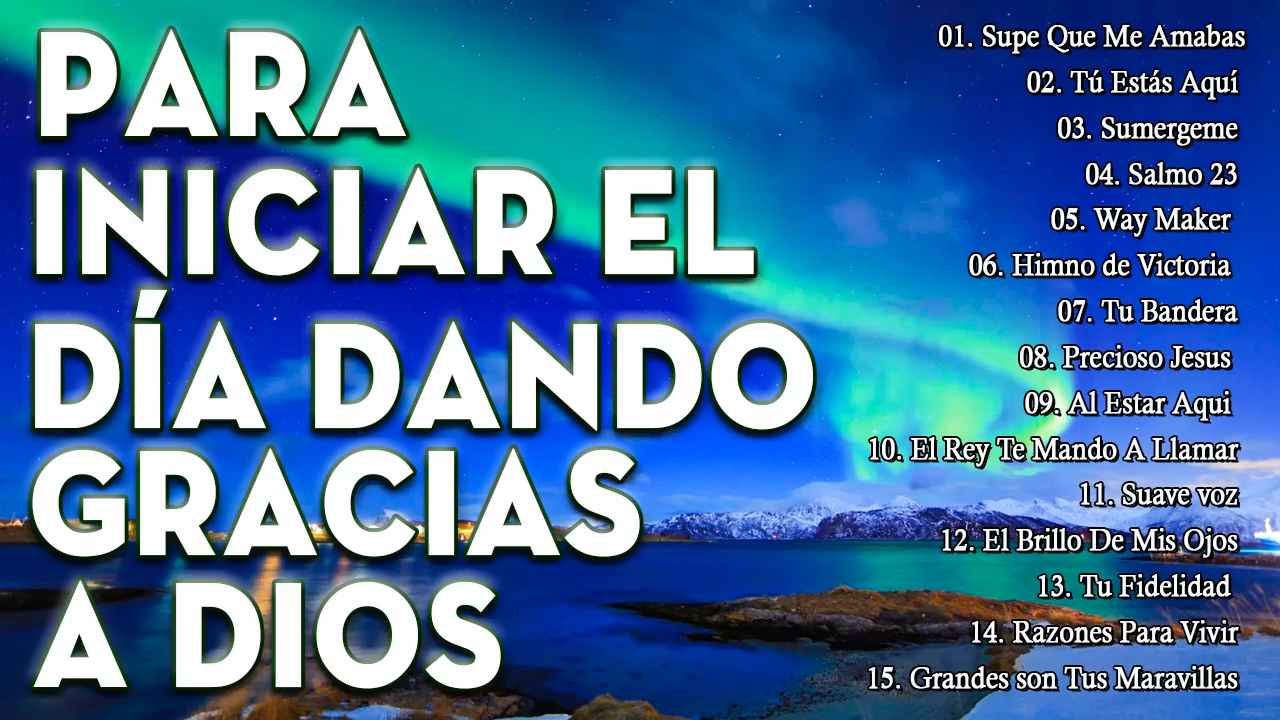 PARA
INICIAR EL
DÍA DANDO
GRACIAS
A DIOS
01. Supe Que Me Amabas
02. Tú Estás Aquí
03. Sumergeme
04. Salmo 23
05. Way Maker
06. Himno de Victoria
07. Tu Bandera
08. Precioso Jesus
09. Al Estar Aqui
10. El Rey Te Mando A Llamar
11. Suave voz
12. El Brillo De Mis Ojos
13. Tu Fidelidad
14. Razones Para Vivir
15. Grandes son Tus Maravillas